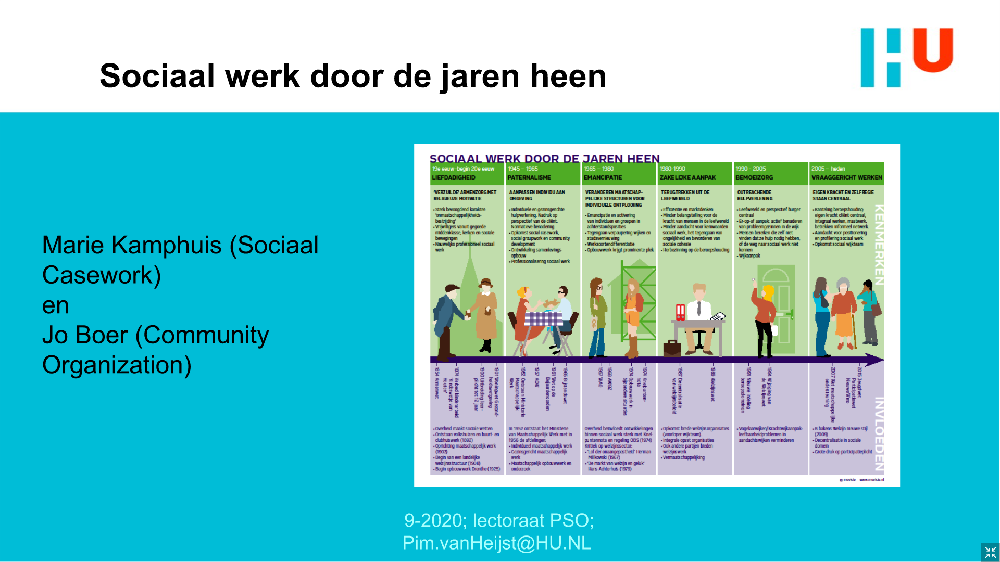 HU
Sociaal werk door de jaren heen
Marie Kamphuis (Sociaal
Casework)
en
Jo Boer (Community
Organization)
SOCIAAL WERK DOOR DE JAREN HEEN
19e eeuw–begin 20e eeuw
LIEFDADIGHEID
'VERZUILDE' ARMENZORG MET
RELIGIEUZE MOTIVATIE
• Sterk bevoogdend karakter:
'onmaatschappelijkheids-
bestrijding'
• Vrijwilligers vanuit gegoede
middenklasse, kerken en sociale
bewegingen
• Nauwelijks professioneel sociaal
werk
1945 – 1965
PATERNALISME
AANPASSEN INDIVIDU AAN
OMGEVING
• Individuele en gezinsgerichte
hulpverlening. Nadruk op
perspectief van de cliënt.
Normatieve benadering
• Opkomst social casework,
social groupwork en community
development
• Ontwikkeling samenlevings-
opbouw
• Professionalisering sociaal werk
1965 – 1980
EMANCIPATIE
VERANDEREN MAATSCHAP-
PELIJKE STRUCTUREN VOOR
INDIVIDUELE ONTPLOOIING
• Emancipatie en activering
van individuen en groepen in
achterstandsposities
• Tegengaan verpaupering wijken en
stadsvernieuwing
• Werksoortendifferentiatie
• Opbouwwerk krijgt prominente plek
1980-1990
ZAKELIJKE AANPAK
TERUGTREKKEN UIT DE
LEEFWERELD
• Efficiëntie en marktdenken
• Minder belangstelling voor de
kracht van mensen in de leefwereld
• Minder aandacht voor kernwaarden
sociaal werk, het tegengaan van
ongelijkheid en bevorderen van
sociale cohesie
• Herbezinning op de beroepshouding
1990 - 2005
BEMOEIZORG
OUTREACHENDE
HULPVERLENING
• Leefwereld en perspectief burger
centraal
• Er-op-af aanpak: actief benaderen
van probleemgezinnen in de wijk
• Mensen bereiken die zelf niet
vinden dat ze hulp nodig hebben,
of de weg naar sociaal werk niet
kennen
• Wijkaanpak
2005 – heden
VRAAGGERICHT WERKEN
EIGEN KRACHT EN ZELFREGIE
STAAN CENTRAAL
• Kanteling beroepshouding:
eigen kracht cliënt centraal,
integraal werken, maatwerk,
betrekken informeel netwerk.
• Aandacht voor positionering
en profilering sociaal werk
• Opkomst sociaal wijkteam
KENMERKEN
1854 Armenwet
1874 Verbod kinderarbeid
'Kinderwetje van
Houten'
1900 Uitbreiding leer-
plicht tot 12 jaar
1901 Woningwet Gezond-
heidswetgeving
1952 Ontstaan Ministerie
Maatschappelijk
Werk
1957 AOW
1961 Wet op de
Bejaardenoorden
1965 Bijstandswet
1967 WAO
1968 AWBZ
1974 Opbouwwerk in
bijzondere situaties
1974 Knelpunten-
nota
1987 Decentralisatie
van welzijnsbeleid
1989 Welzijnswet
1991 Nieuwe indeling
beroepsdomeinen
1994 Wijziging van
de Welzijnswet
2007 Wet maatschappelijke
ondersteuning
2015 Jeugdwet
Participatiewet
Nieuwe Wmo
• Overheid maakt sociale wetten
• Ontstaan volkshuizen en buurt- en
clubhuiswerk (1892)
• Oprichting maatschappelijk werk
(1903)
• Begin van een landelijke
welzijnsstructuur (1908)
• Begin opbouwwerk Drenthe (1925)
In 1952 ontstaat het Ministerie
van Maatschappelijk Werk met in
1956 de afdelingen:
• Individueel maatschappelijk werk
• Gezinsgericht maatschappelijk
werk
• Maatschappelijk opbouwwerk en
onderzoek
Overheid beïnvloedt ontwikkelingen
binnen sociaal werk sterk met Knel-
puntennota en regeling OBS (1974)
Kritiek op welzijnssector:
• 'Lof der onaangepastheid' Herman
Milikowski (1967)
• 'De markt van welzijn en geluk'
Hans Achterhuis (1979)
• Opkomst brede welzijnsorganisaties
(voorloper wijkteam).
• Integrale opzet organisaties
• Ook andere partijen bieden
welzijnswerk
• Vermaatschappelijking
• Vogelaarwijken/Krachtwijkaanpak:
leefbaarheidproblemen in
aandachtswijken verminderen
• 8 bakens Welzijn nieuwe stijl
(2009)
• Decentralisatie in sociale
domein
• Grote druk op participatieplicht
INVLOEDEN
© movisie www.movisie.nl
9-2020; lectoraat PSO;
Pim.vanHeijst@HU.NL